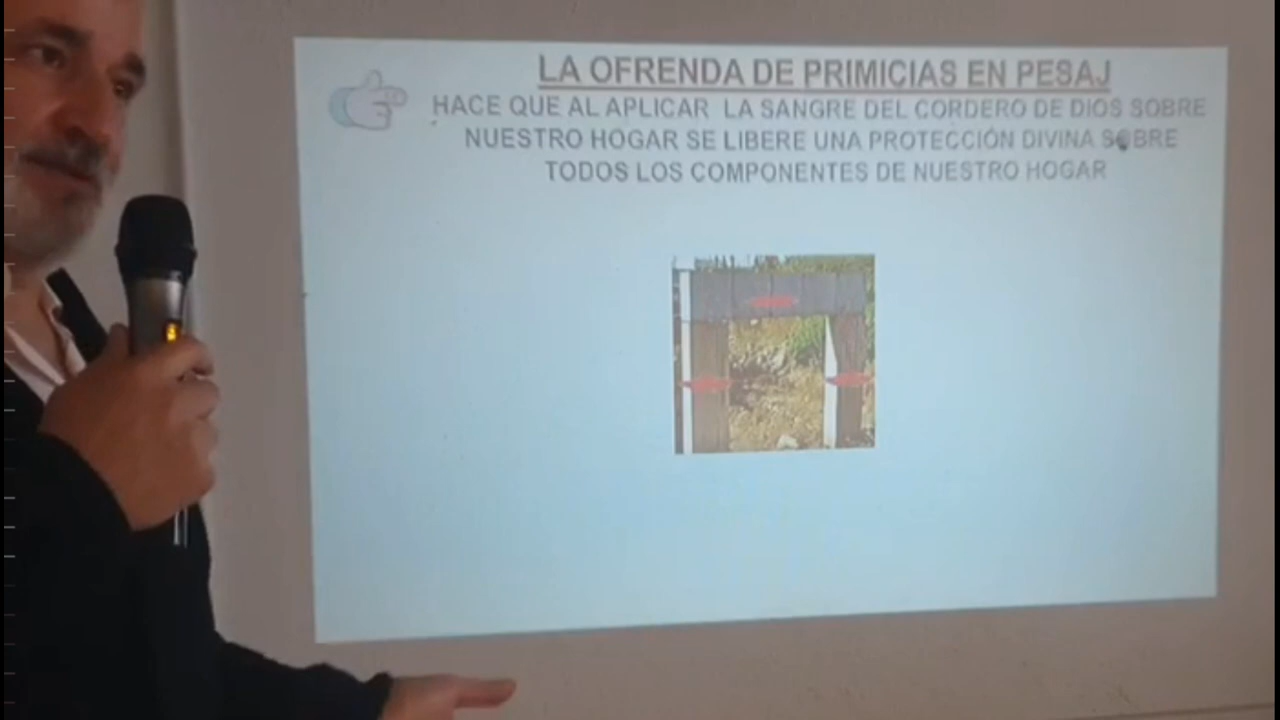 LA OFRENDA DE PRIMICIAS EN PESAJ
HACE QUE AL APLICAR LA SANGRE DEL CORDERO DE DIOS SOBRE
NUESTRO HOGAR SE LIBERE UNA PROTECCIÓN DIVINA SOBRE
TODOS LOS COMPONENTES DE NUESTRO HOGAR